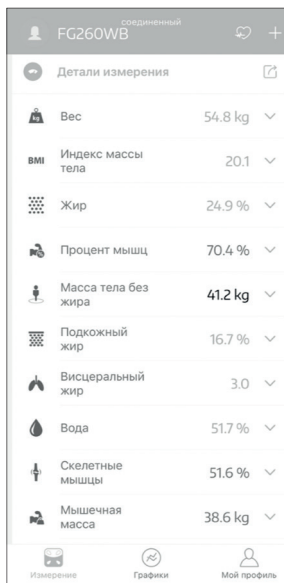 соединенный
FG260WB
Детали измерения
kg
Вес 54.8 kg
BMI
Индекс массы
тела 20.1
Жир 24.9 %
Процент мышц 70.4 %
Масса тела без
жира 41.2 kg
Подкожный
жир 16.7 %
Висцеральный
жир 3.0
Вода 51.7 %
Скелетные
мышцы 51.6 %
Мышечная
масса 38.6 kg
Измерение Графики Мой профиль